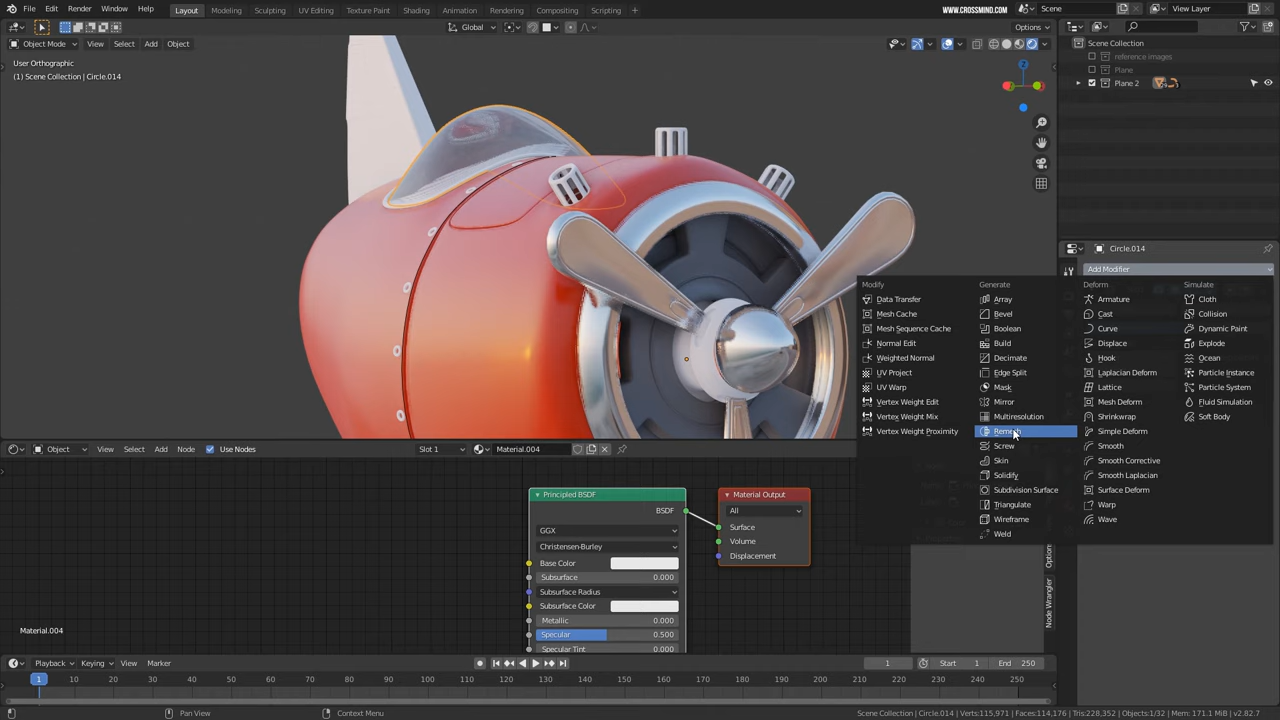 File Edit Render Window Help Layout Modeling Sculpting UV Editing Texture Paint Shading Animation Rendering Compositing Scripting + WWW.CROSSMIND.COM Scene View Layer
Global Options
Object Mode View Select Add Object
User Orthographic
(1) Scene Collection | Circle.014
Z
Scene Collection
reference images
Plane
Plane 2
Circle.014
Add Modifier
Modify Generate Deform Simulate
Data Transfer Array Armature Cloth
Mesh Cache Bevel Cast Collision
Mesh Sequence Cache Boolean Curve Dynamic Paint
Normal Edit Build Displace Explode
Weighted Normal Decimate Hook Ocean
UV Project Edge Split Laplacian Deform Particle Instance
UV Warp Mask Lattice Particle System
Vertex Weight Edit Mirror Mesh Deform Fluid Simulation
Vertex Weight Mix Multiresolution Shrinkwrap Soft Body
Vertex Weight Proximity Remesh Simple Deform
Screw Smooth
Skin Smooth Corrective
Solidify Smooth Laplacian
Subdivision Surface Surface Deform
Triangulate Warp
Wireframe Wave
Weld
Object View Select Add Node Use Nodes Slot 1 Material.004
Principled BSDF
BSDF
GGX
Christensen-Burley
Base Color
Subsurface 0.000
Subsurface Radius
Subsurface Color
Metallic 0.000
Specular 0.500
Specular Tint 0.000
Material Output
All
Surface
Volume
Displacement
Options
Node Wrangler
Material.004
Playback Keying View Marker 1 Start 1 End 250
1 10 20 30 40 50 60 70 80 90 100 110 120 130 140 150 160 170 180 190 200 210 220 230 240 250
Pan View Context Menu Scene Collection | Circle.014 | Verts:115,971 | Faces:114,176 | Tris:228,352 | Objects:1/32 | Mem: 171.1 MiB | v2.82.7